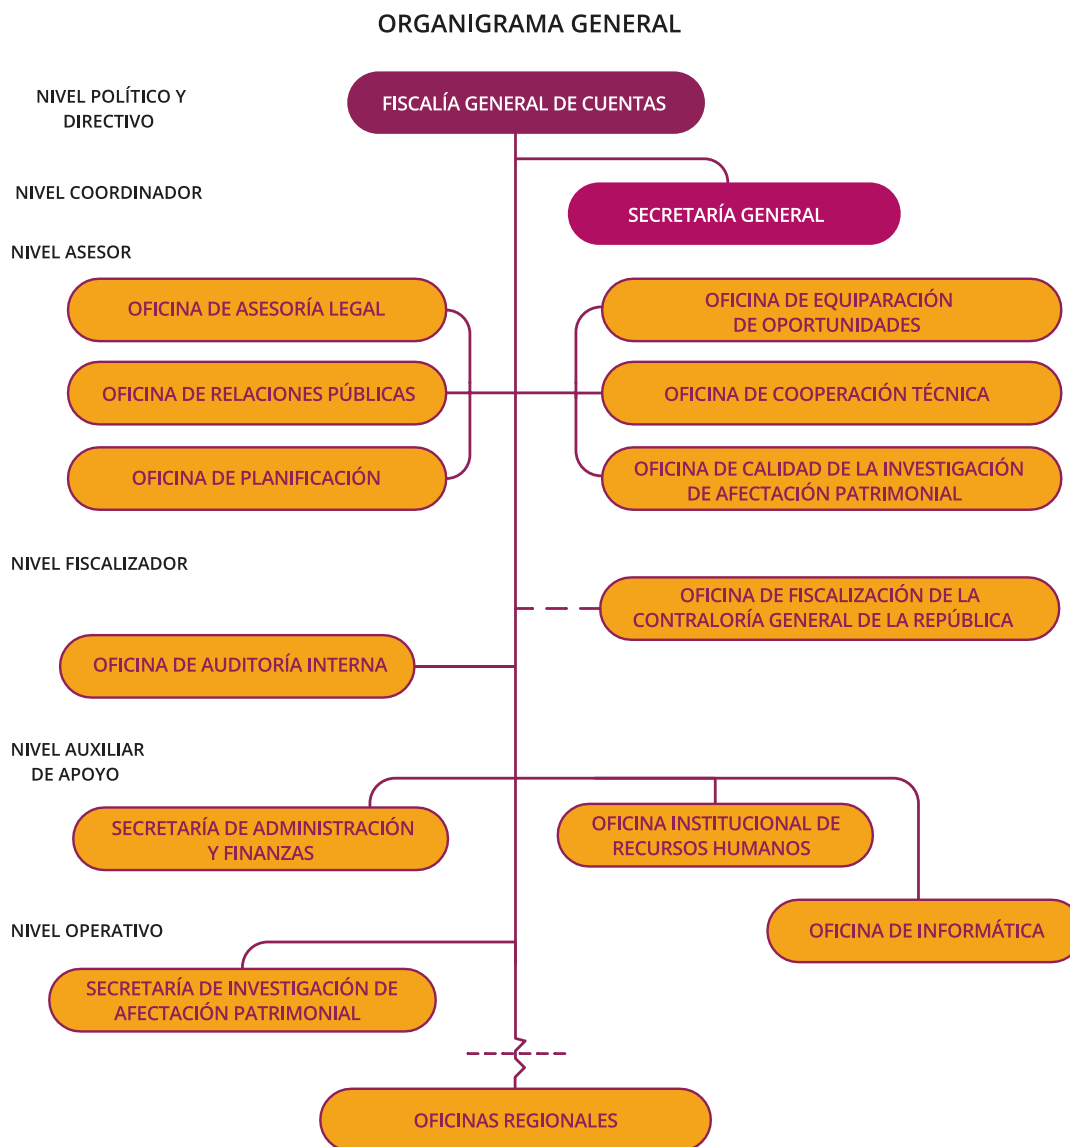 ORGANIGRAMA GENERAL
NIVEL POLÍTICO Y
DIRECTIVO
FISCALÍA GENERAL DE CUENTAS
NIVEL COORDINADOR
SECRETARÍA GENERAL
NIVEL ASESOR
OFICINA DE ASESORÍA LEGAL
OFICINA DE EQUIPARACIÓN
DE OPORTUNIDADES
OFICINA DE RELACIONES PÚBLICAS
OFICINA DE COOPERACIÓN TÉCNICA
OFICINA DE PLANIFICACIÓN
OFICINA DE CALIDAD DE LA INVESTIGACIÓN
DE AFECTACIÓN PATRIMONIAL
NIVEL FISCALIZADOR
OFICINA DE FISCALIZACIÓN DE LA
CONTRALORÍA GENERAL DE LA REPÚBLICA
OFICINA DE AUDITORÍA INTERNA
NIVEL AUXILIAR
DE APOYO
SECRETARÍA DE ADMINISTRACIÓN
Y FINANZAS
OFICINA INSTITUCIONAL DE
RECURSOS HUMANOS
OFICINA DE INFORMÁTICA
NIVEL OPERATIVO
SECRETARÍA DE INVESTIGACIÓN DE
AFECTACIÓN PATRIMONIAL
OFICINAS REGIONALES